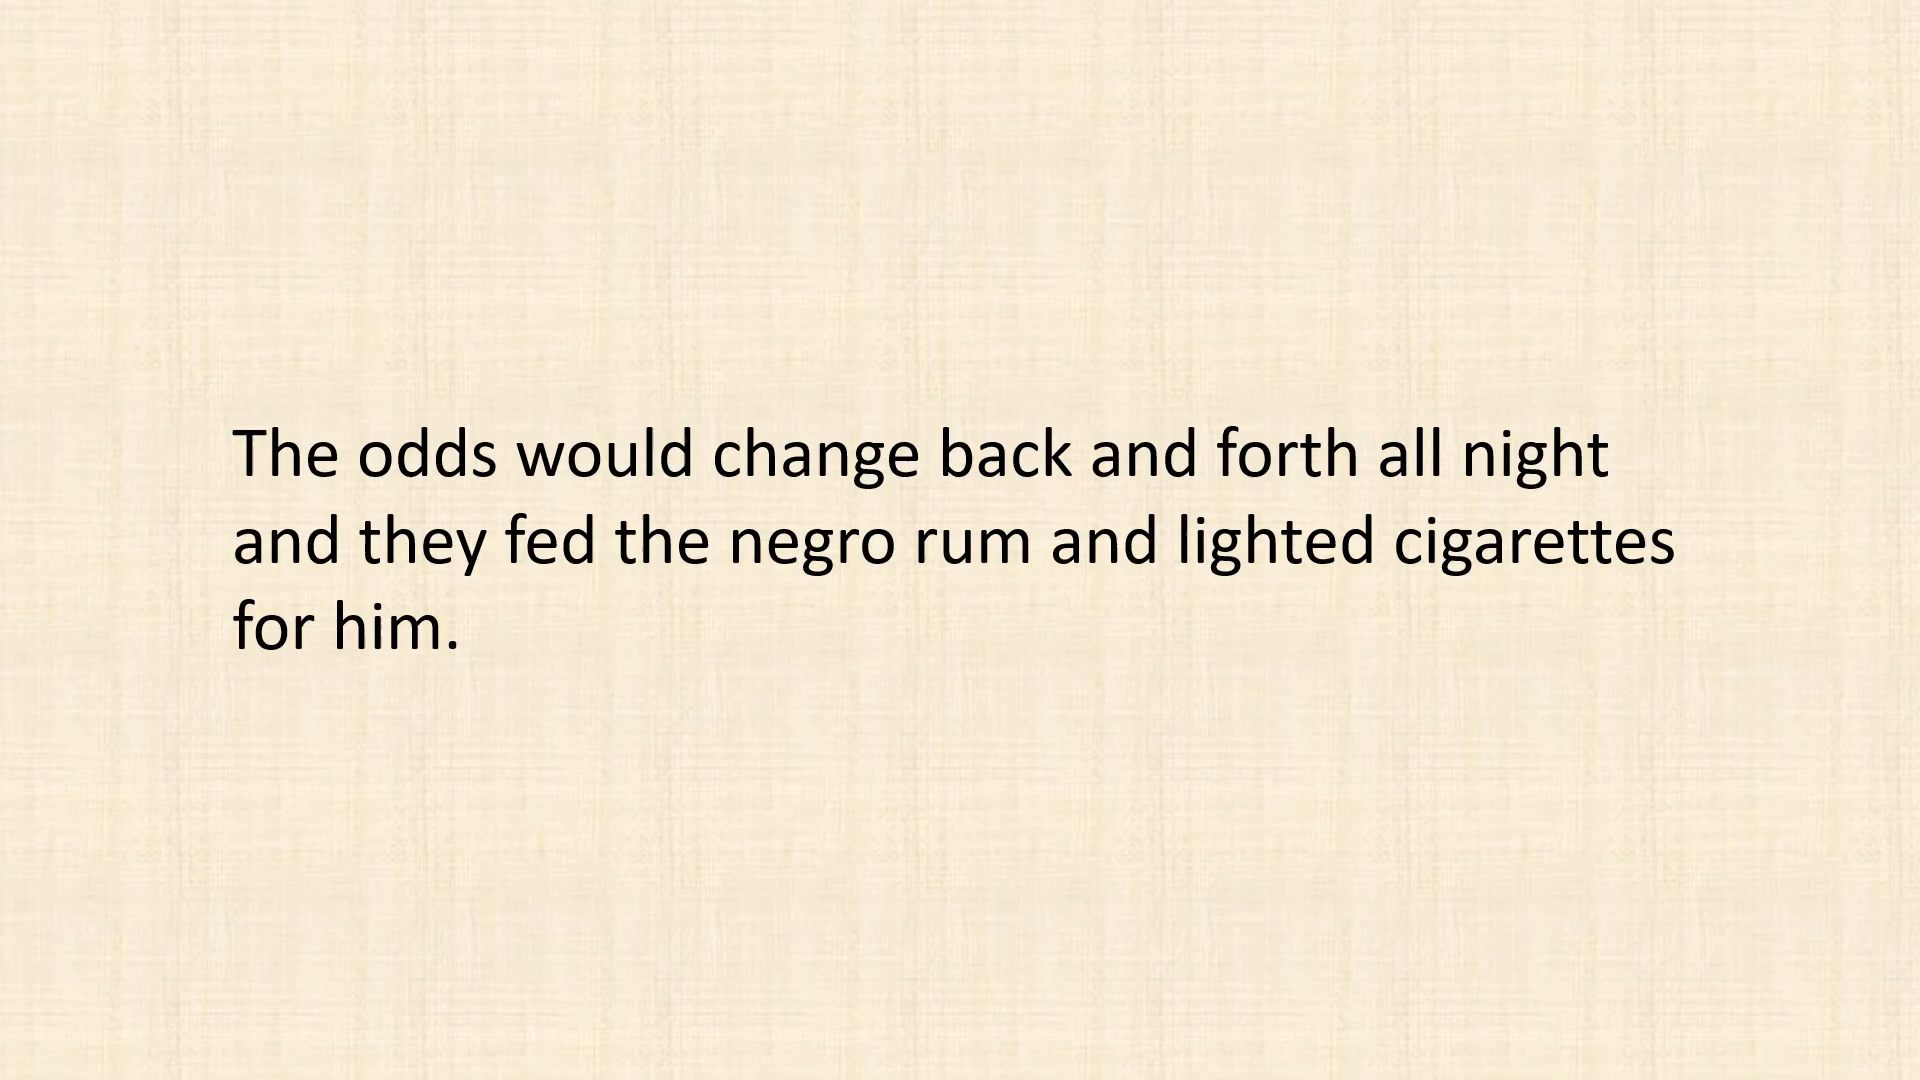 The odds would change back and forth all night
and they fed the negro rum and lighted cigarettes
for him.